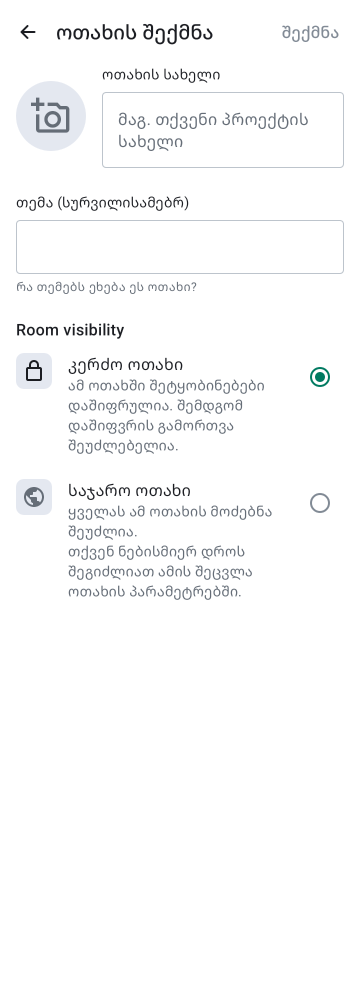 ოთახის შექმნა
შექმნა
ოთახის სახელი
მაგ. თქვენი პროექტის
სახელი
თემა (სურვილისამებრ)
რა თემებს ეხება ეს ოთახი?
Room visibility
კერძო ოთახი
ამ ოთახში შეტყობინებები
დაშიფრულია. შემდგომ
დაშიფვრის გამორთვა
შეუძლებელია.
საჯარო ოთახი
ყველას ამ ოთახის მოძებნა
შეუძლია.
თქვენ ნებისმიერ დროს
შეგიძლიათ ამის შეცვლა
ოთახის პარამეტრებში.